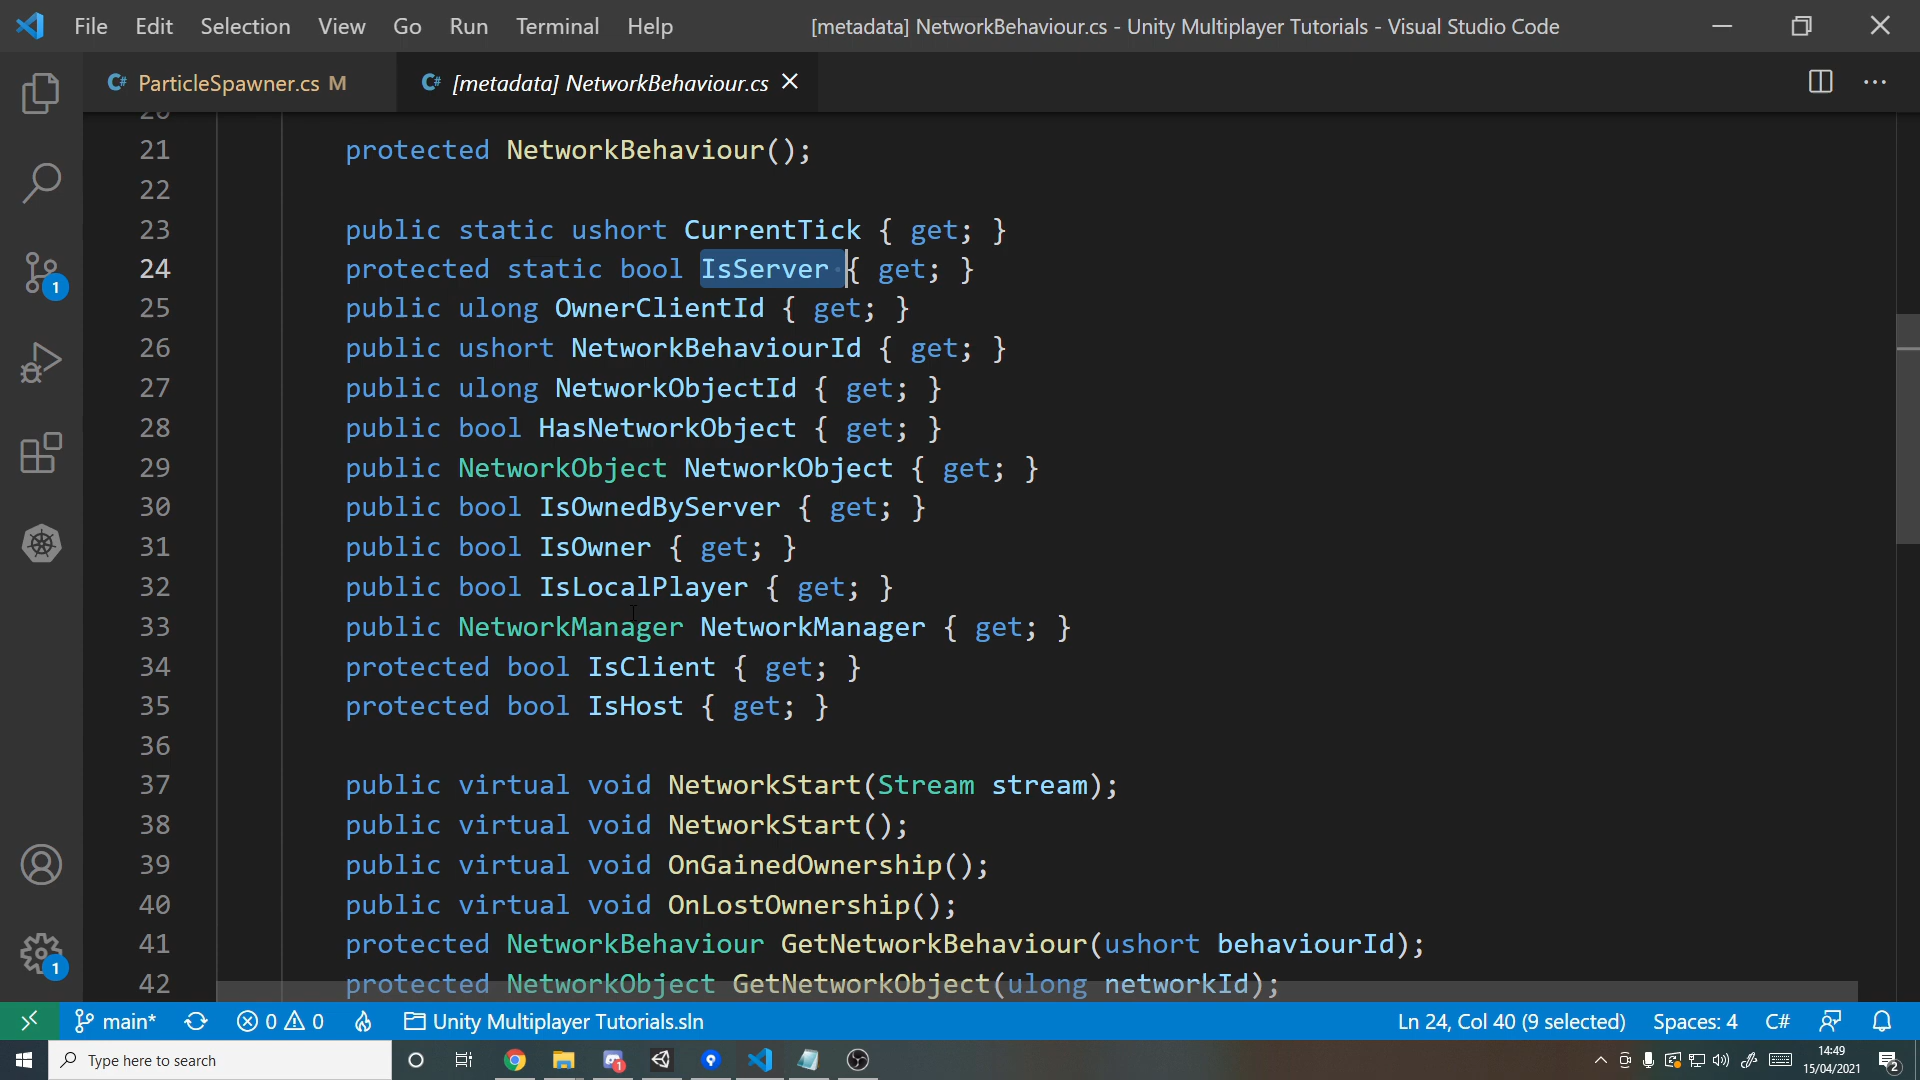 File Edit Selection View Go Run Terminal Help [metadata] NetworkBehaviour.cs - Unity Multiplayer Tutorials - Visual Studio Code
C# ParticleSpawner.cs M C# [metadata] NetworkBehaviour.cs
20
21 protected NetworkBehaviour();
22
23 public static ushort CurrentTick { get; }
24 protected static bool IsServer { get; }
25 public ulong OwnerClientId { get; }
26 public ushort NetworkBehaviourId { get; }
27 public ulong NetworkObjectId { get; }
28 public bool HasNetworkObject { get; }
29 public NetworkObject NetworkObject { get; }
30 public bool IsOwnedByServer { get; }
31 public bool IsOwner { get; }
32 public bool IsLocalPlayer { get; }
33 public NetworkManager NetworkManager { get; }
34 protected bool IsClient { get; }
35 protected bool IsHost { get; }
36
37 public virtual void NetworkStart(Stream stream);
38 public virtual void NetworkStart();
39 public virtual void OnGainedOwnership();
40 public virtual void OnLostOwnership();
41 protected NetworkBehaviour GetNetworkBehaviour(ushort behaviourId);
42 protected NetworkObject GetNetworkObject(ulong networkId);
1
1
main* 0 0 Unity Multiplayer Tutorials.sln Ln 24, Col 40 (9 selected) Spaces: 4 C#
Type here to search 1 14:49
15/04/2021 2